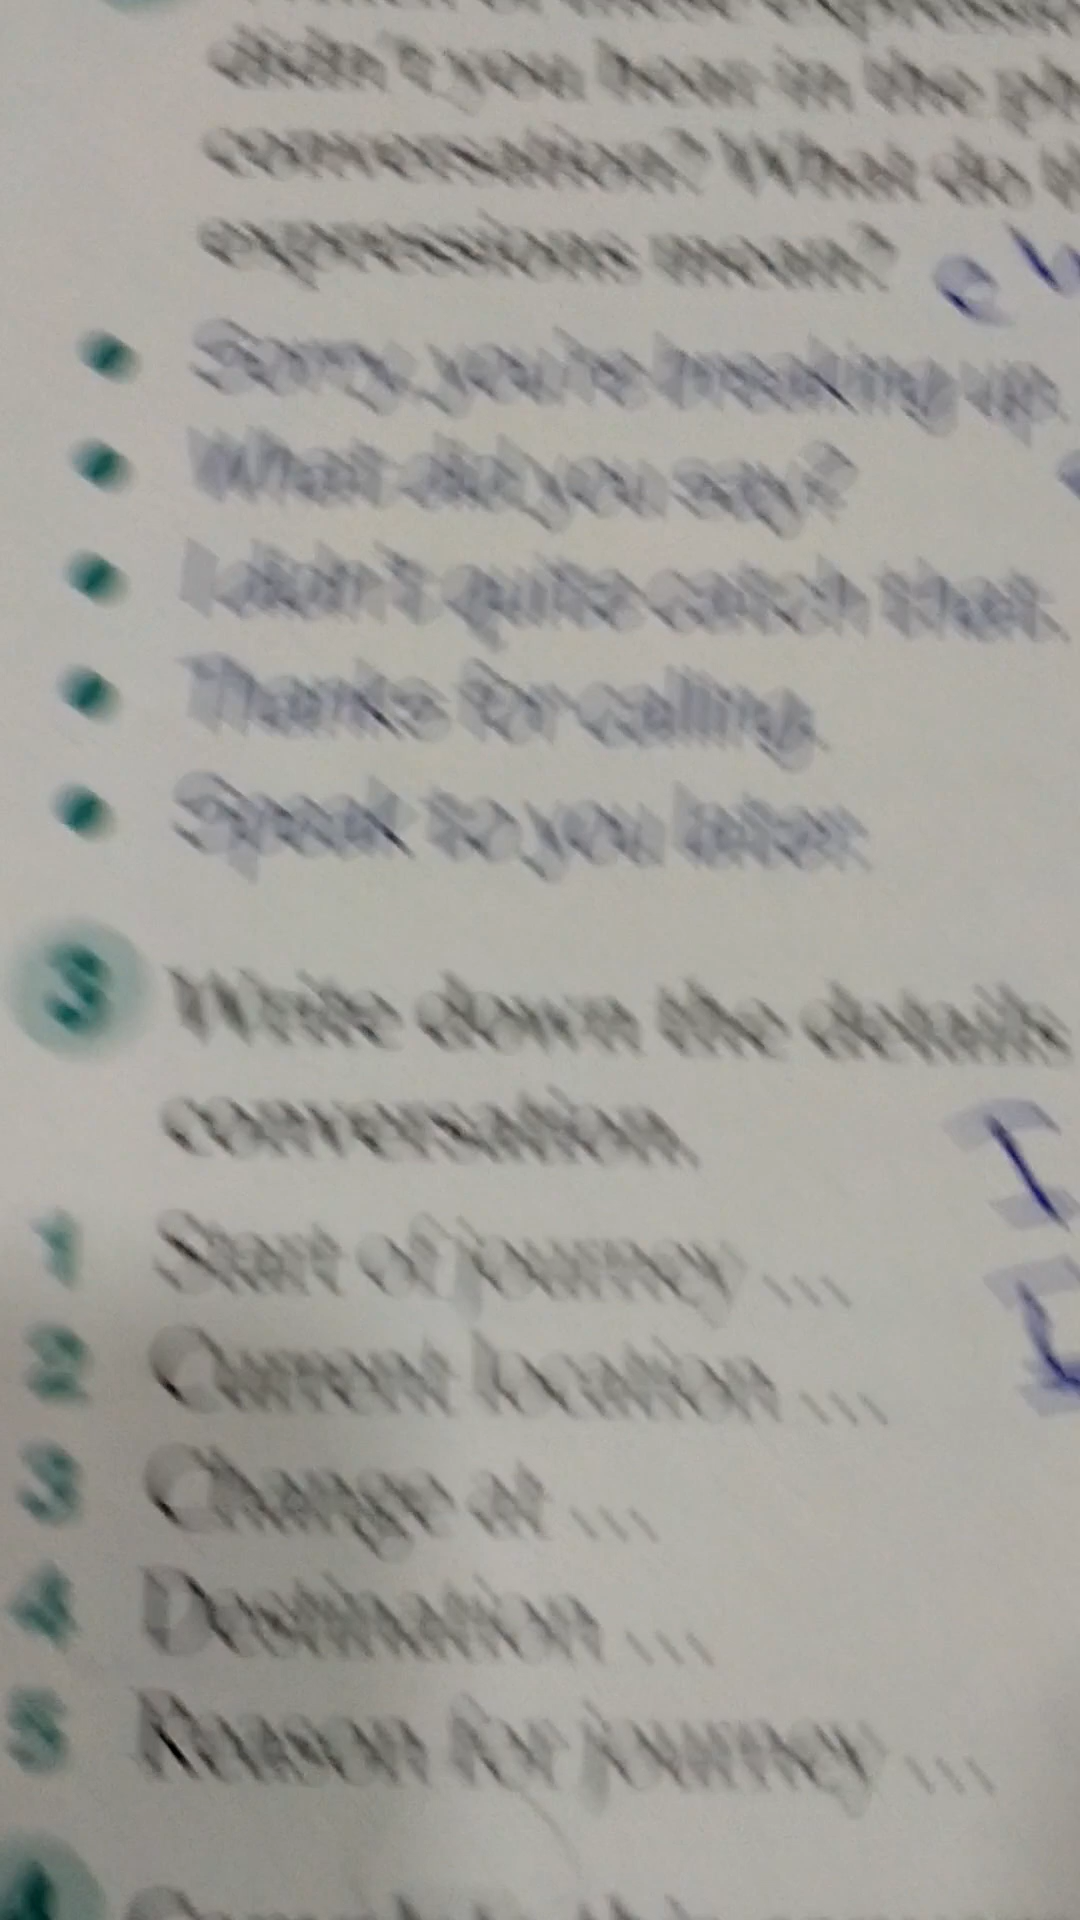 didn't you hear in the
conversation? What do
expressions mean?
Sorry, you're breaking up.
What did you say?
I didn't quite catch that.
Thanks for calling.
Speak to you later.
3 Write down the details
conversation.
1 Start of journey ...
2 Current location ...
3 Change at ...
4 Destination ...
5 Reason for journey ...
4